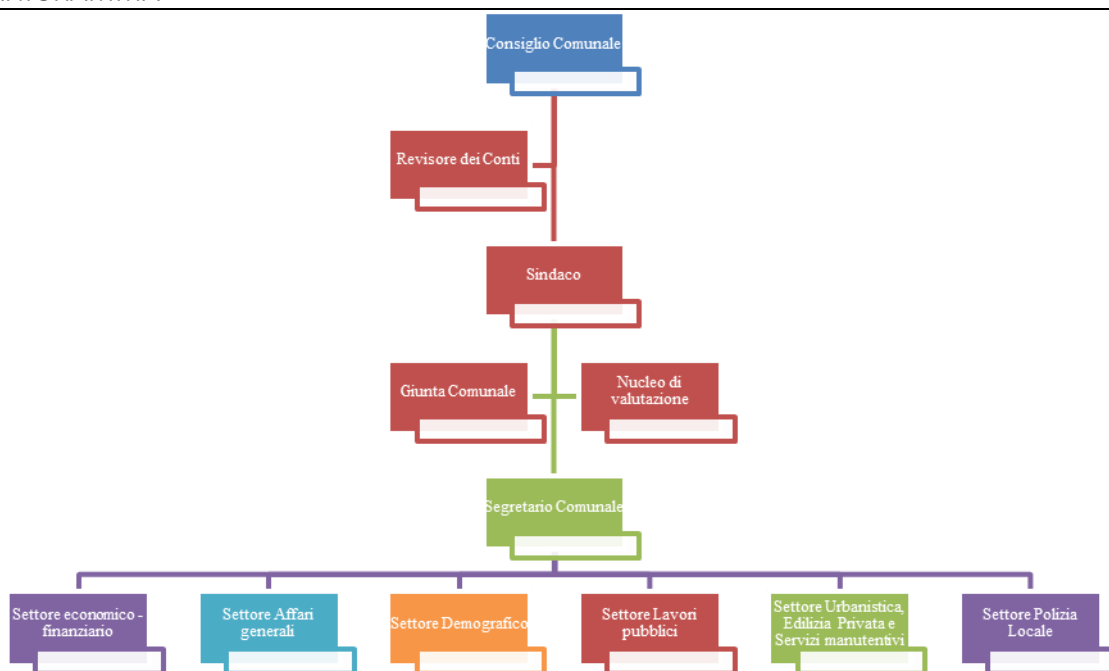 Consiglio Comunale
Revisore dei Conti
Sindaco
Giunta Comunale
Nucleo di
valutazione
Segretario Comunale
Settore economico -
finanziario
Settore Affari
generali
Settore Demografico
Settore Lavori
pubblici
Settore Urbanistica,
Edilizia Privata e
Servizi manutentivi
Settore Polizia
Locale